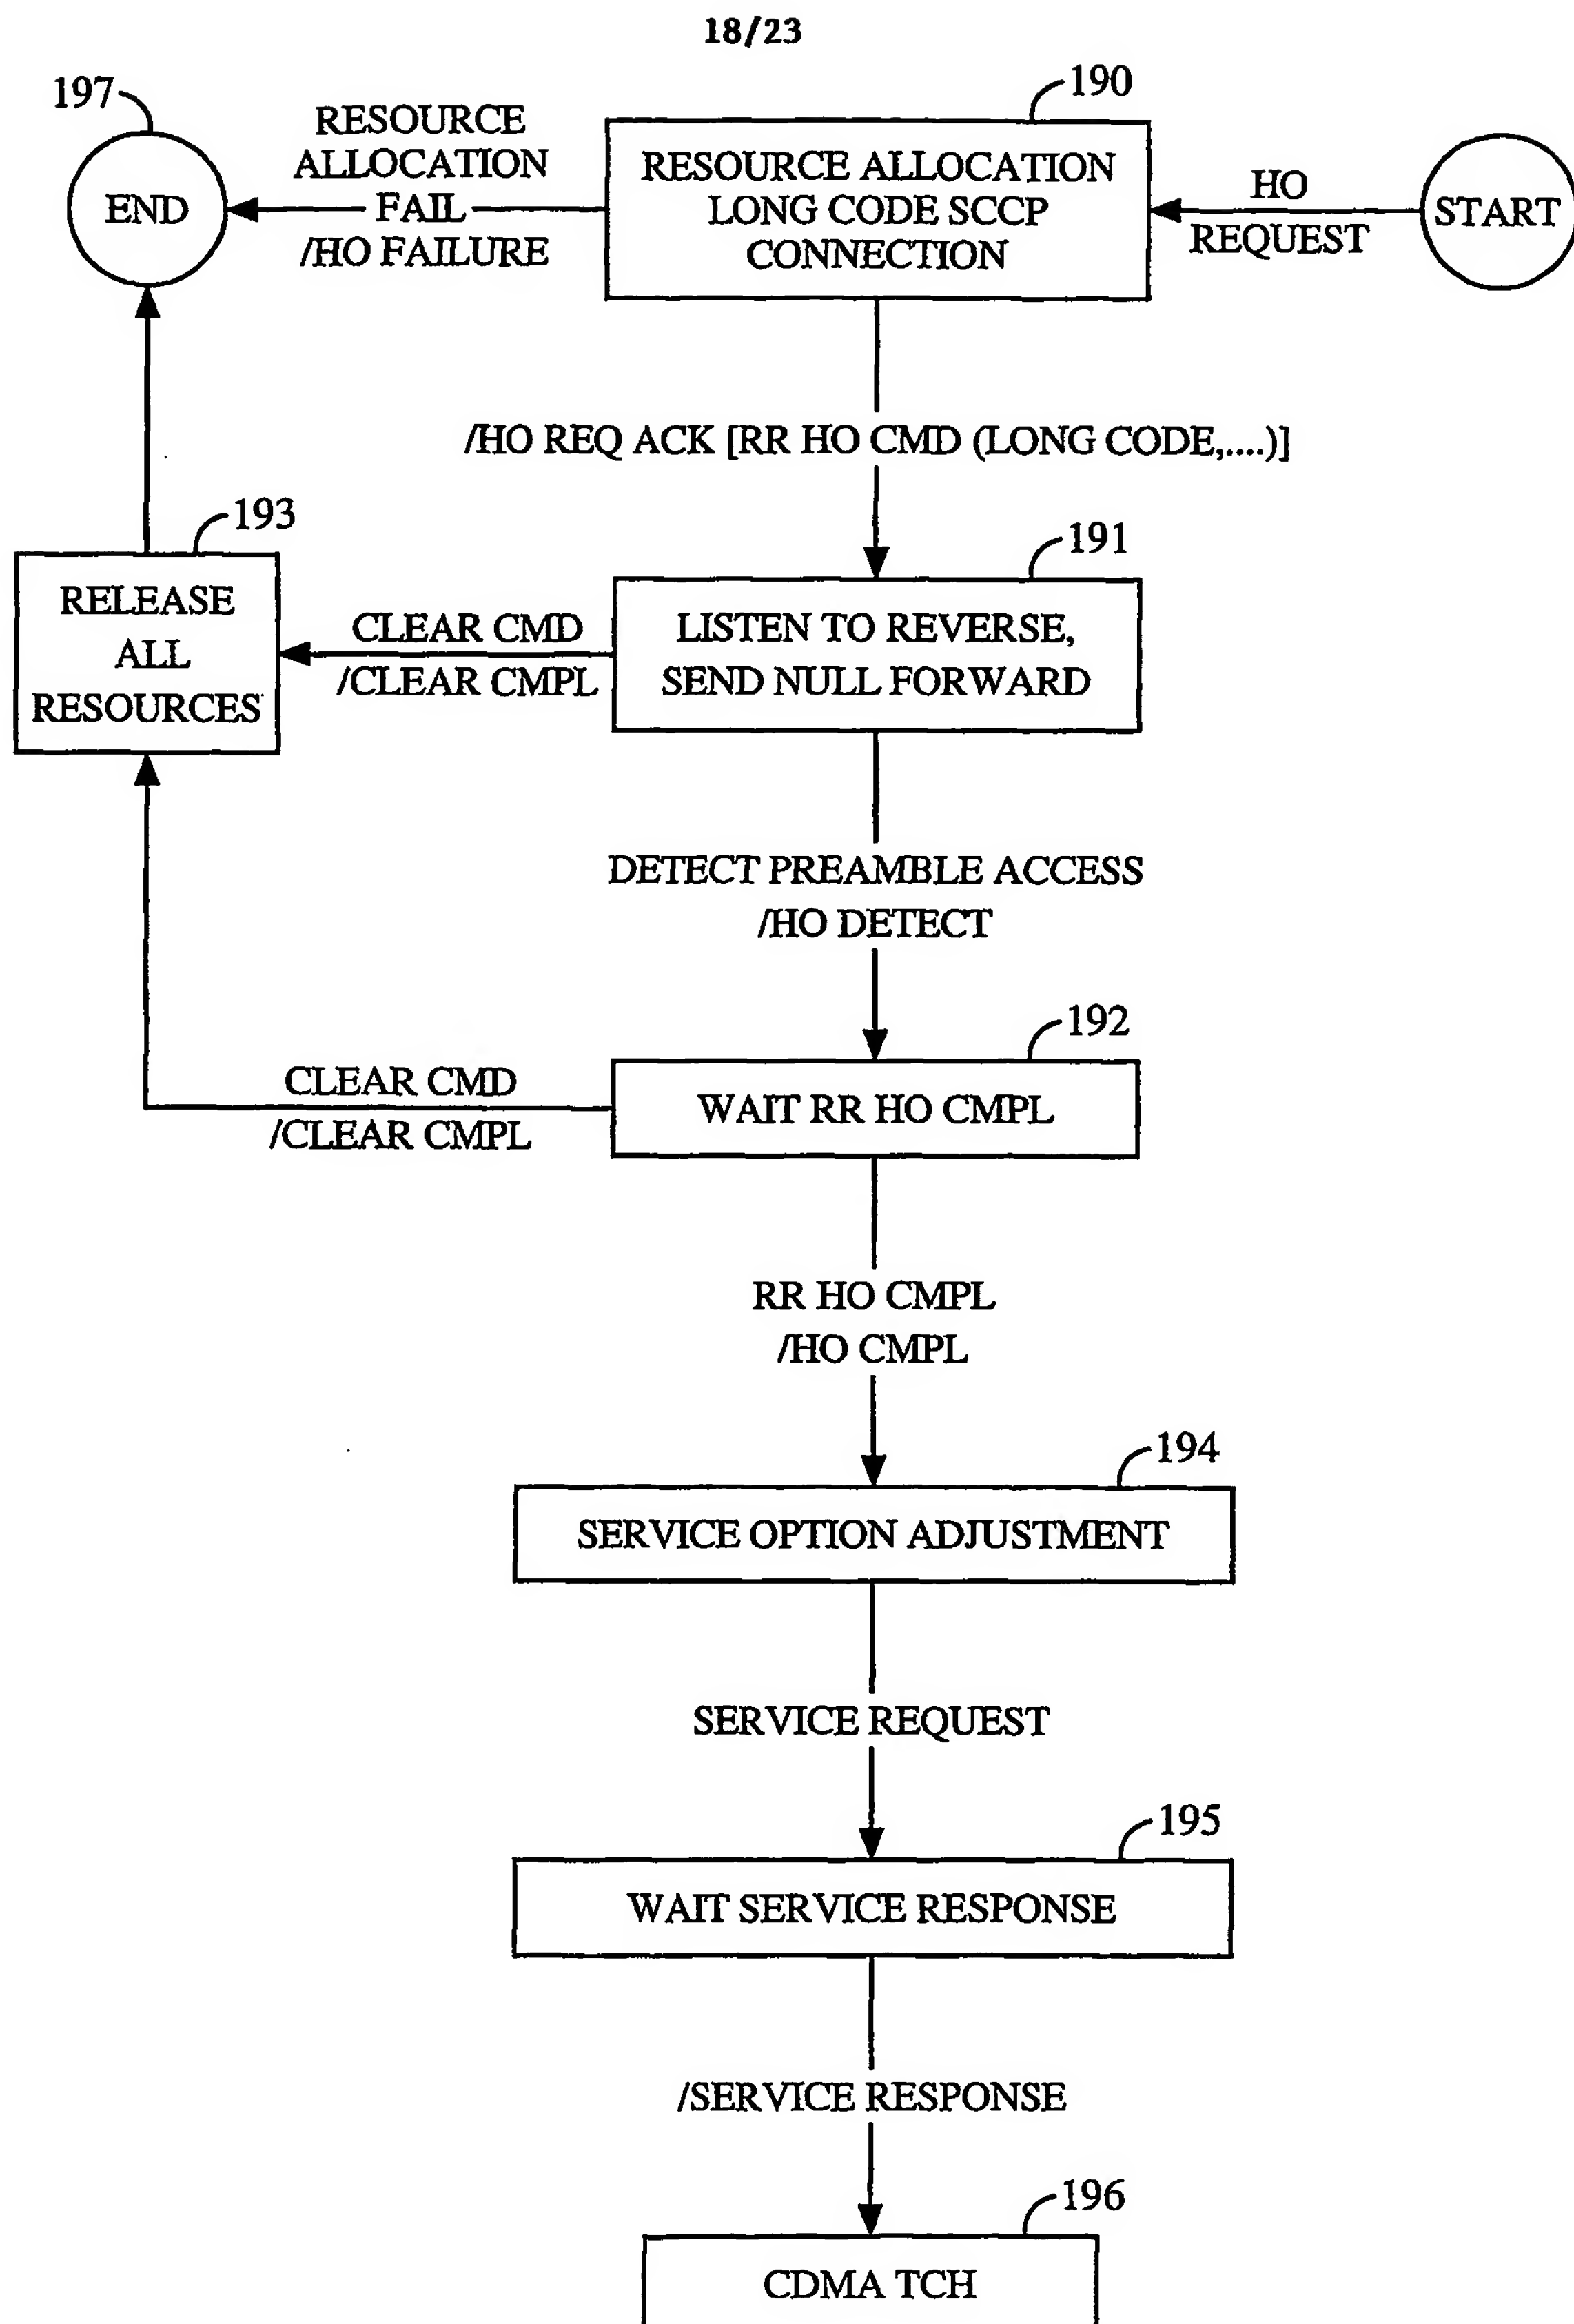 18/23
197
RESOURCE
ALLOCATION
FAIL
/HO FAILURE
END
190
RESOURCE ALLOCATION
LONG CODE SCCP
CONNECTION
HO
REQUEST
START
/HO REQ ACK [RR HO CMD (LONG CODE,....)]
193
RELEASE
ALL
RESOURCES
CLEAR CMD
/CLEAR CMPL
191
LISTEN TO REVERSE,
SEND NULL FORWARD
DETECT PREAMBLE ACCESS
/HO DETECT
192
CLEAR CMD
/CLEAR CMPL
WAIT RR HO CMPL
RR HO CMPL
/HO CMPL
194
SERVICE OPTION ADJUSTMENT
SERVICE REQUEST
195
WAIT SERVICE RESPONSE
/SERVICE RESPONSE
196
CDMA TCH